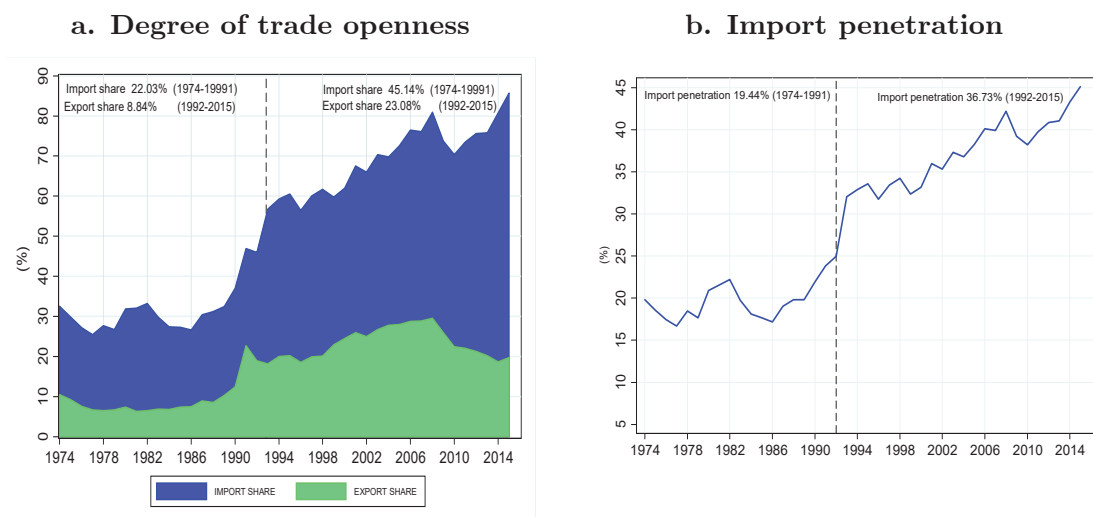 a. Degree of trade openness
Import share 22.03% (1974-19991)
Export share 8.84% (1992-2015)
Import share 45.14% (1974-19991)
Export share 23.08% (1992-2015)
(%)
90
80
70
60
50
40
30
20
10
0
1974 1978 1982 1986 1990 1994 1998 2002 2006 2010 2014
IMPORT SHARE EXPORT SHARE
b. Import penetration
Import penetration 19.44% (1974-1991)
Import penetration 36.73% (1992-2015)
(%)
45
40
35
30
25
20
15
10
5
1974 1978 1982 1986 1990 1994 1998 2002 2006 2010 2014